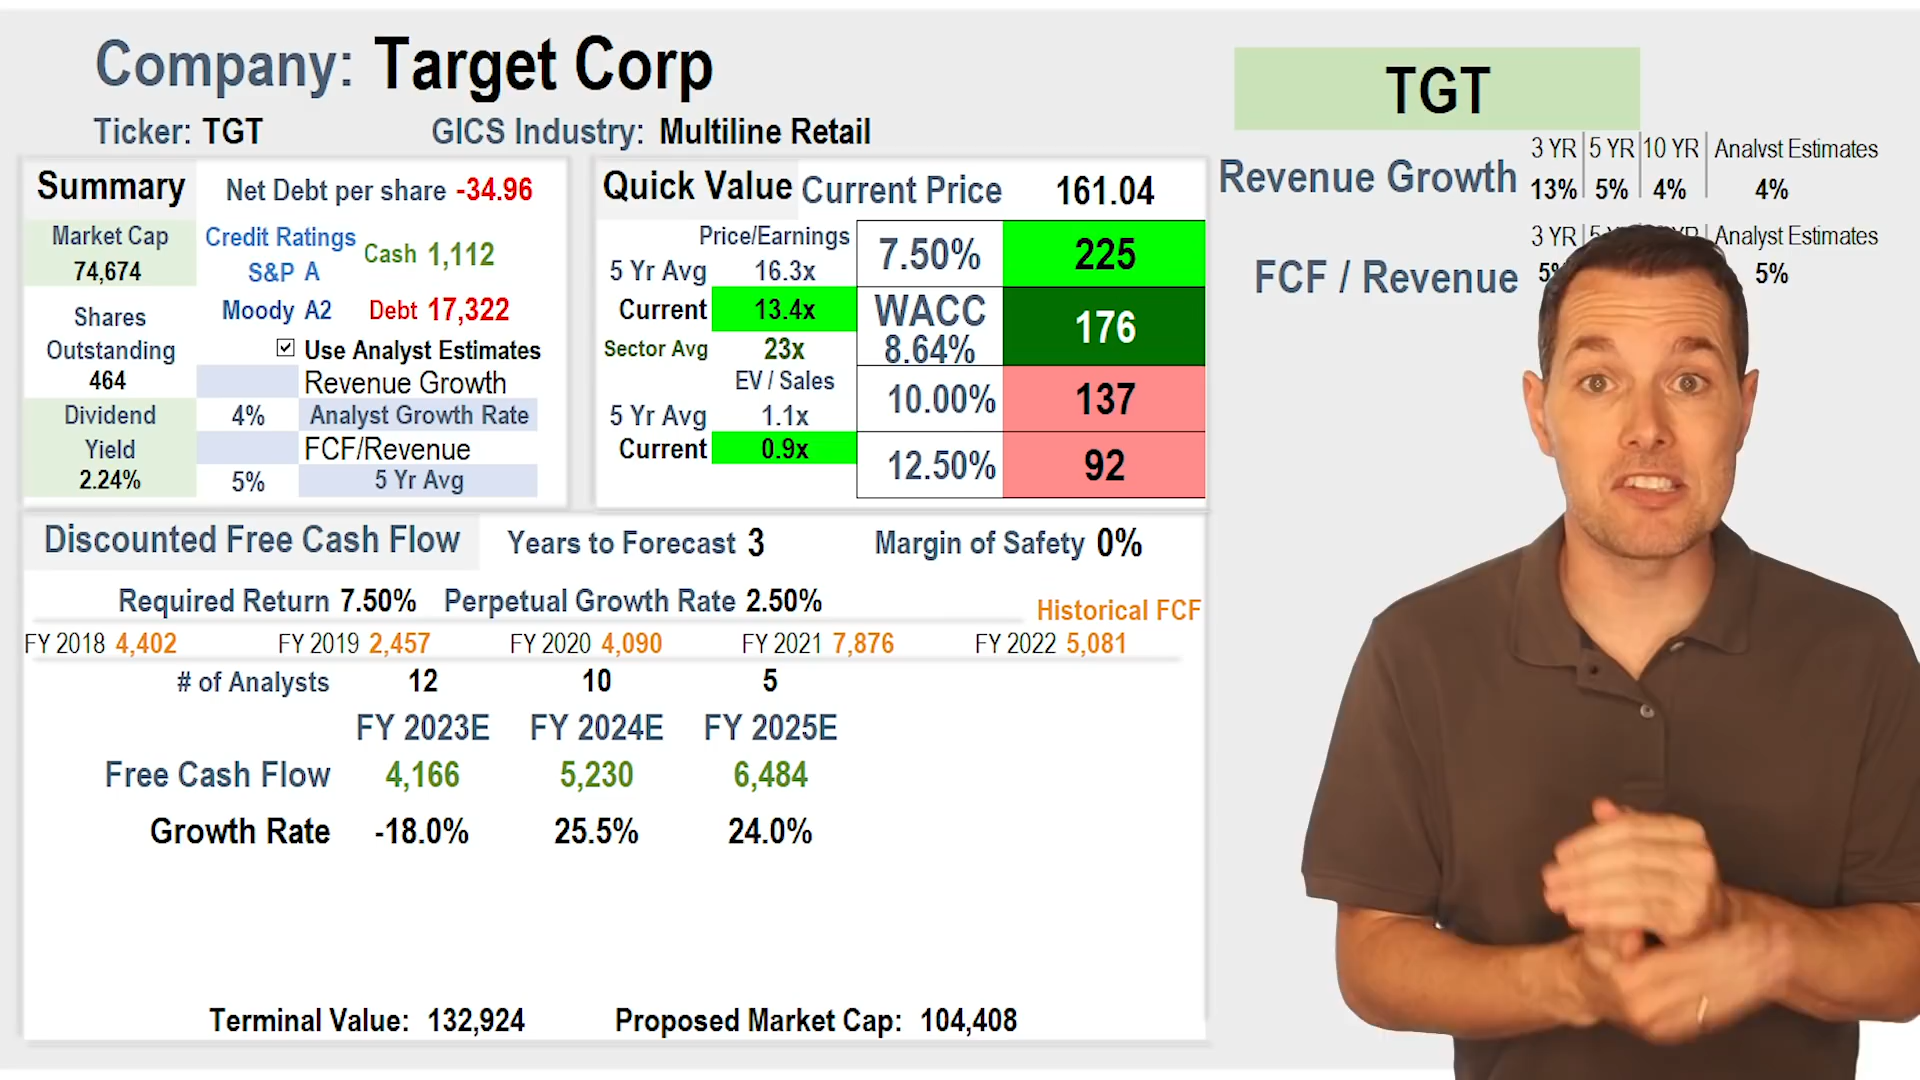 Company: Target Corp
Ticker: TGT
GICS Industry: Multiline Retail
Summary
Net Debt per share -34.96
Market Cap
74,674
Credit Ratings
S&P A
Moody A2
Cash 1,112
Debt 17,322
Shares
Outstanding
464
Use Analyst Estimates
Revenue Growth
4% Analyst Growth Rate
FCF/Revenue
5% 5 Yr Avg
Dividend
Yield
2.24%
Quick Value
Current Price 161.04
Price/Earnings
5 Yr Avg 16.3x
Current 13.4x
Sector Avg 23x
EV / Sales
5 Yr Avg 1.1x
Current 0.9x
7.50% 225
WACC
8.64% 176
10.00% 137
12.50% 92
Discounted Free Cash Flow
Years to Forecast 3
Margin of Safety 0%
Required Return 7.50% Perpetual Growth Rate 2.50%
Historical FCF
FY 2018 4,402 FY 2019 2,457 FY 2020 4,090 FY 2021 7,876 FY 2022 5,081
# of Analysts 12 10 5
FY 2023E FY 2024E FY 2025E
Free Cash Flow 4,166 5,230 6,484
Growth Rate -18.0% 25.5% 24.0%
Terminal Value: 132,924 Proposed Market Cap: 104,408
TGT
3 YR 5 YR 10 YR Analyst Estimates
Revenue Growth 13% 5% 4% 4%
3 YR Analyst Estimates
FCF / Revenue 5%